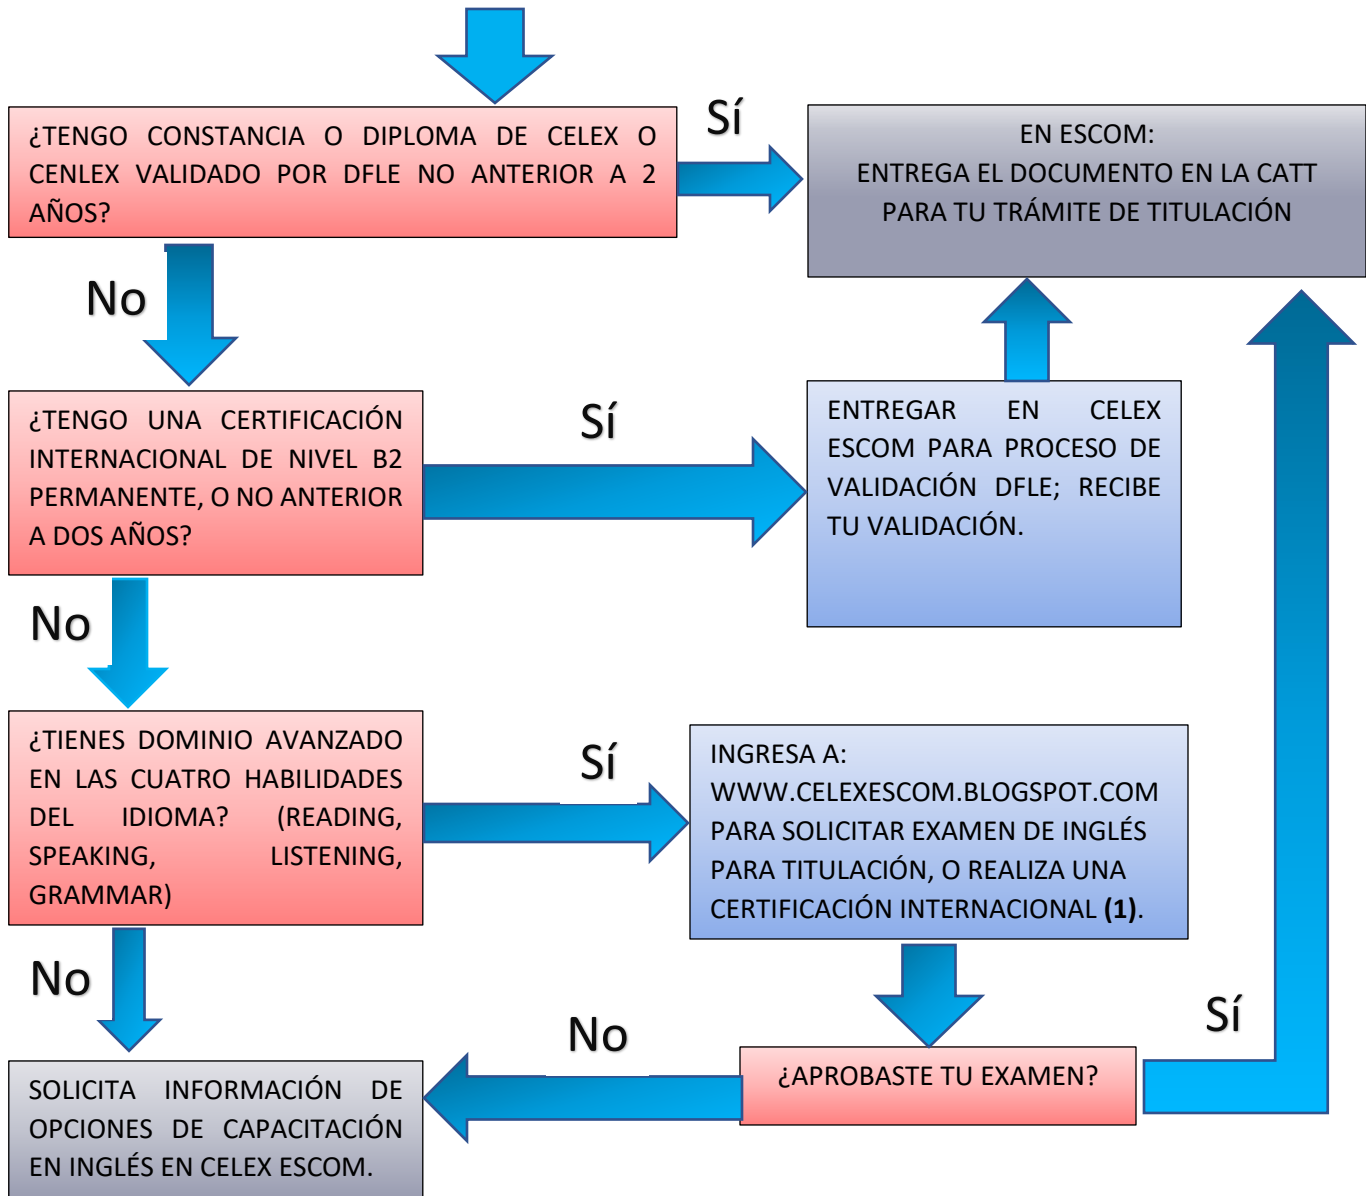 ¿TENGO CONSTANCIA O DIPLOMA DE CELEX O
CENLEX VALIDADO POR DFLE NO ANTERIOR A 2
AÑOS?
Sí
EN ESCOM:
ENTREGA EL DOCUMENTO EN LA CATT
PARA TU TRÁMITE DE TITULACIÓN
No
¿TENGO UNA CERTIFICACIÓN
INTERNACIONAL DE NIVEL B2
PERMANENTE, O NO ANTERIOR
A DOS AÑOS?
Sí
ENTREGAR EN CELEX
ESCOM PARA PROCESO DE
VALIDACIÓN DFLE; RECIBE
TU VALIDACIÓN.
No
¿TIENES DOMINIO AVANZADO
EN LAS CUATRO HABILIDADES
DEL IDIOMA? (READING,
SPEAKING, LISTENING,
GRAMMAR)
Sí
INGRESA A:
WWW.CELEXESCOM.BLOGSPOT.COM
PARA SOLICITAR EXAMEN DE INGLÉS
PARA TITULACIÓN, O REALIZA UNA
CERTIFICACIÓN INTERNACIONAL (1).
No
No
Sí
¿APROBASTE TU EXAMEN?
SOLICITA INFORMACIÓN DE
OPCIONES DE CAPACITACIÓN
EN INGLÉS EN CELEX ESCOM.